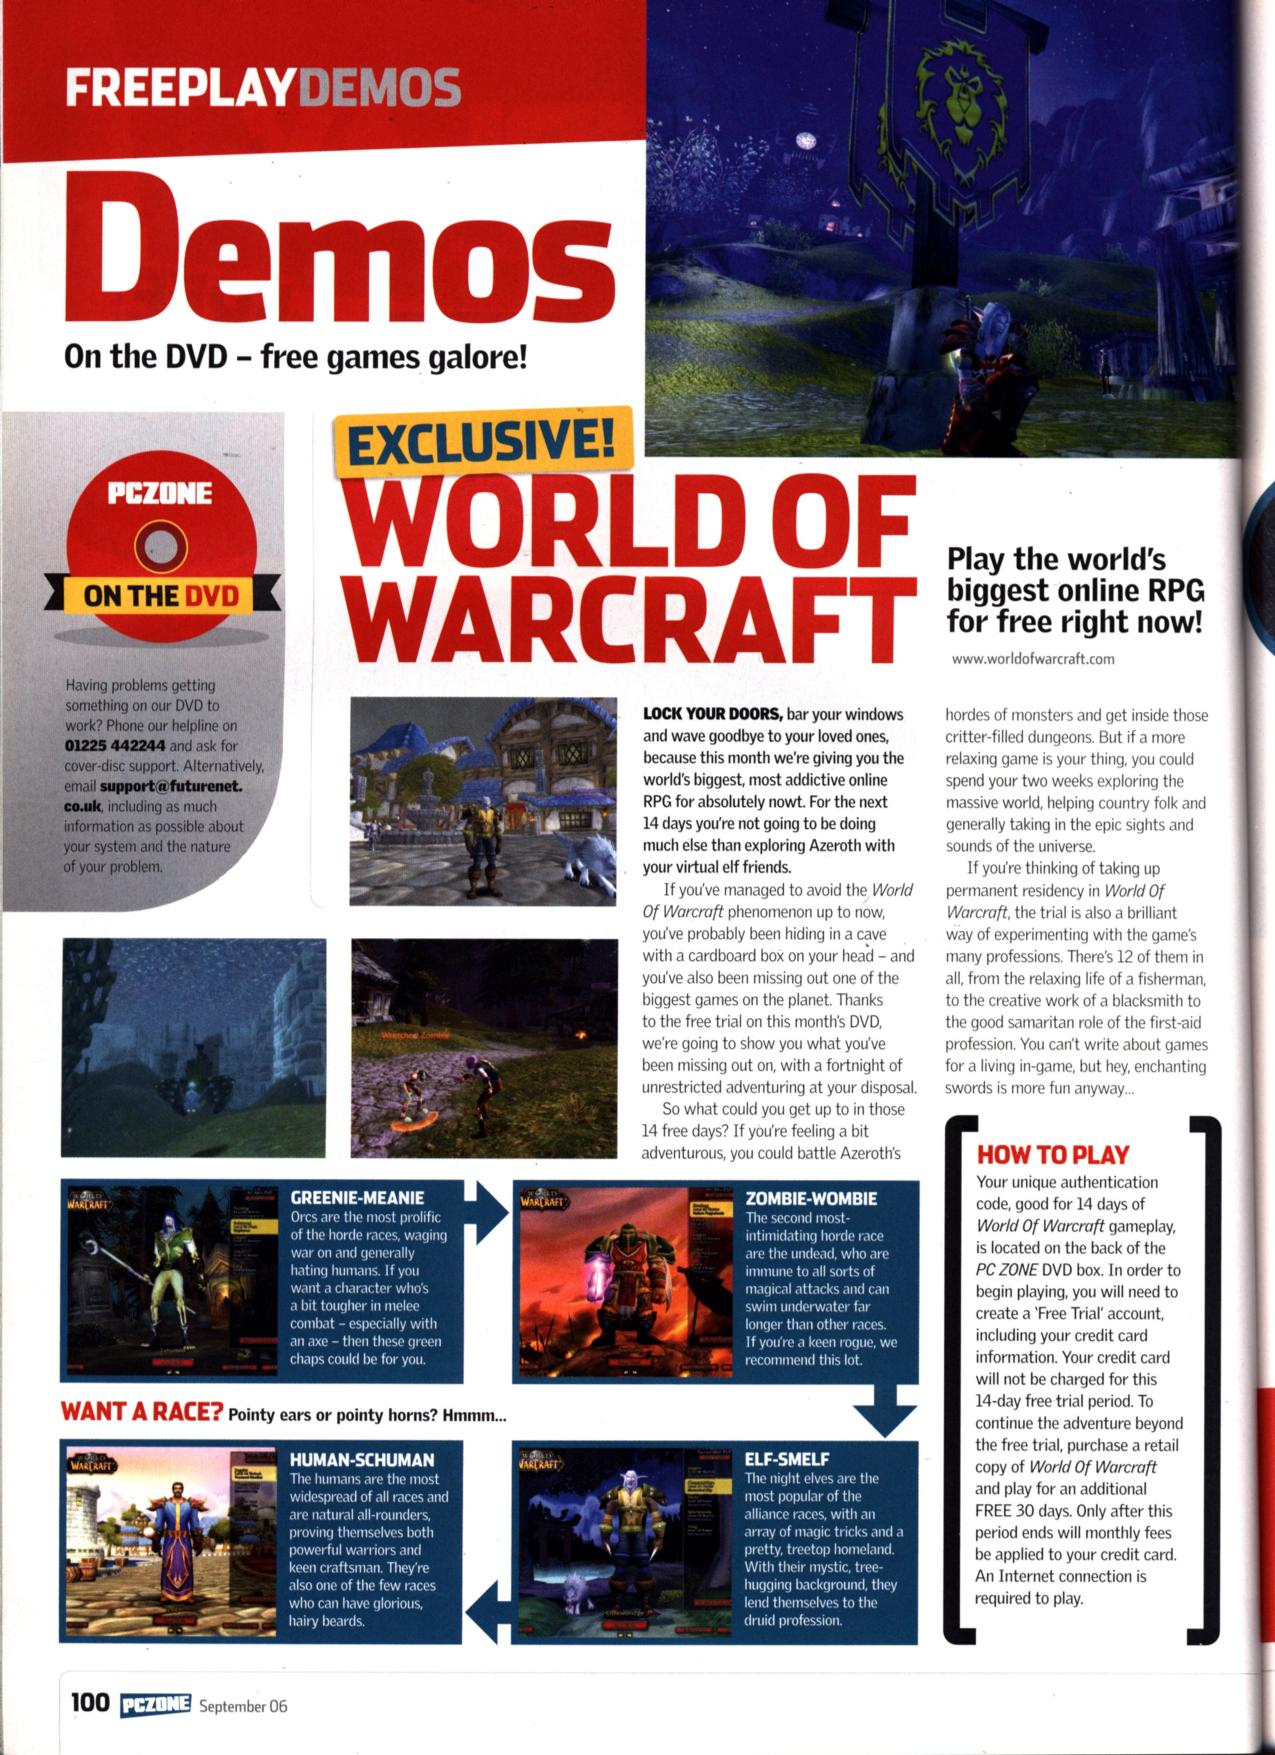 FREEPLAYDEMOS
Demos
On the DVD – free games galore!
PCZONE
ON THE DVD
Having problems getting
something on our DVD to
work? Phone our helpline on
01225 442244 and ask for
cover-disc support. Alternatively,
email support@futurenet.
co.uk, including as much
information as possible about
your system and the nature
of your problem.
EXCLUSIVE!
WORLD OF
WARCRAFT
Play the world's
biggest online RPG
for free right now!
www.worldofwarcraft.com
LOCK YOUR DOORS, bar your windows
and wave goodbye to your loved ones,
because this month we're giving you the
world's biggest, most addictive online
RPG for absolutely nowt. For the next
14 days you're not going to be doing
much else than exploring Azeroth with
your virtual elf friends.
If you've managed to avoid the World
Of Warcraft phenomenon up to now,
you've probably been hiding in a cave
with a cardboard box on your head – and
you've also been missing out one of the
biggest games on the planet. Thanks
to the free trial on this month's DVD,
we're going to show you what you've
been missing out on, with a fortnight of
unrestricted adventuring at your disposal.
So what could you get up to in those
14 free days? If you're feeling a bit
adventurous, you could battle Azeroth's
hordes of monsters and get inside those
critter-filled dungeons. But if a more
relaxing game is your thing, you could
spend your two weeks exploring the
massive world, helping country folk and
generally taking in the epic sights and
sounds of the universe.
If you're thinking of taking up
permanent residency in World Of
Warcraft, the trial is also a brilliant
way of experimenting with the game's
many professions. There's 12 of them in
all, from the relaxing life of a fisherman,
to the creative work of a blacksmith to
the good samaritan role of the first-aid
profession. You can't write about games
for a living in-game, but hey, enchanting
swords is more fun anyway...
Wretched Zombie
WORLD
WARCRAFT
GREENIE-MEANIE
Orcs are the most prolific
of the horde races, waging
war on and generally
hating humans. If you
want a character who's
a bit tougher in melee
combat – especially with
an axe – then these green
chaps could be for you.
WORLD
WARCRAFT
ZOMBIE-WOMBIE
The second most-
intimidating horde race
are the undead, who are
immune to all sorts of
magical attacks and can
swim underwater far
longer than other races.
If you're a keen rogue, we
recommend this lot.
WANT A RACE? Pointy ears or pointy horns? Hmmm...
WORLD
WARCRAFT
HUMAN-SCHUMAN
The humans are the most
widespread of all races and
are natural all-rounders,
proving themselves both
powerful warriors and
keen craftsman. They're
also one of the few races
who can have glorious,
hairy beards.
WORLD
WARCRAFT
ELF-SMELF
The night elves are the
most popular of the
alliance races, with an
array of magic tricks and a
pretty, treetop homeland.
With their mystic, tree-
hugging background, they
lend themselves to the
druid profession.
HOW TO PLAY
Your unique authentication
code, good for 14 days of
World Of Warcraft gameplay,
is located on the back of the
PC ZONE DVD box. In order to
begin playing, you will need to
create a 'Free Trial' account,
including your credit card
information. Your credit card
will not be charged for this
14-day free trial period. To
continue the adventure beyond
the free trial, purchase a retail
copy of World Of Warcraft
and play for an additional
FREE 30 days. Only after this
period ends will monthly fees
be applied to your credit card.
An Internet connection is
required to play.
100 PCZONE September 06